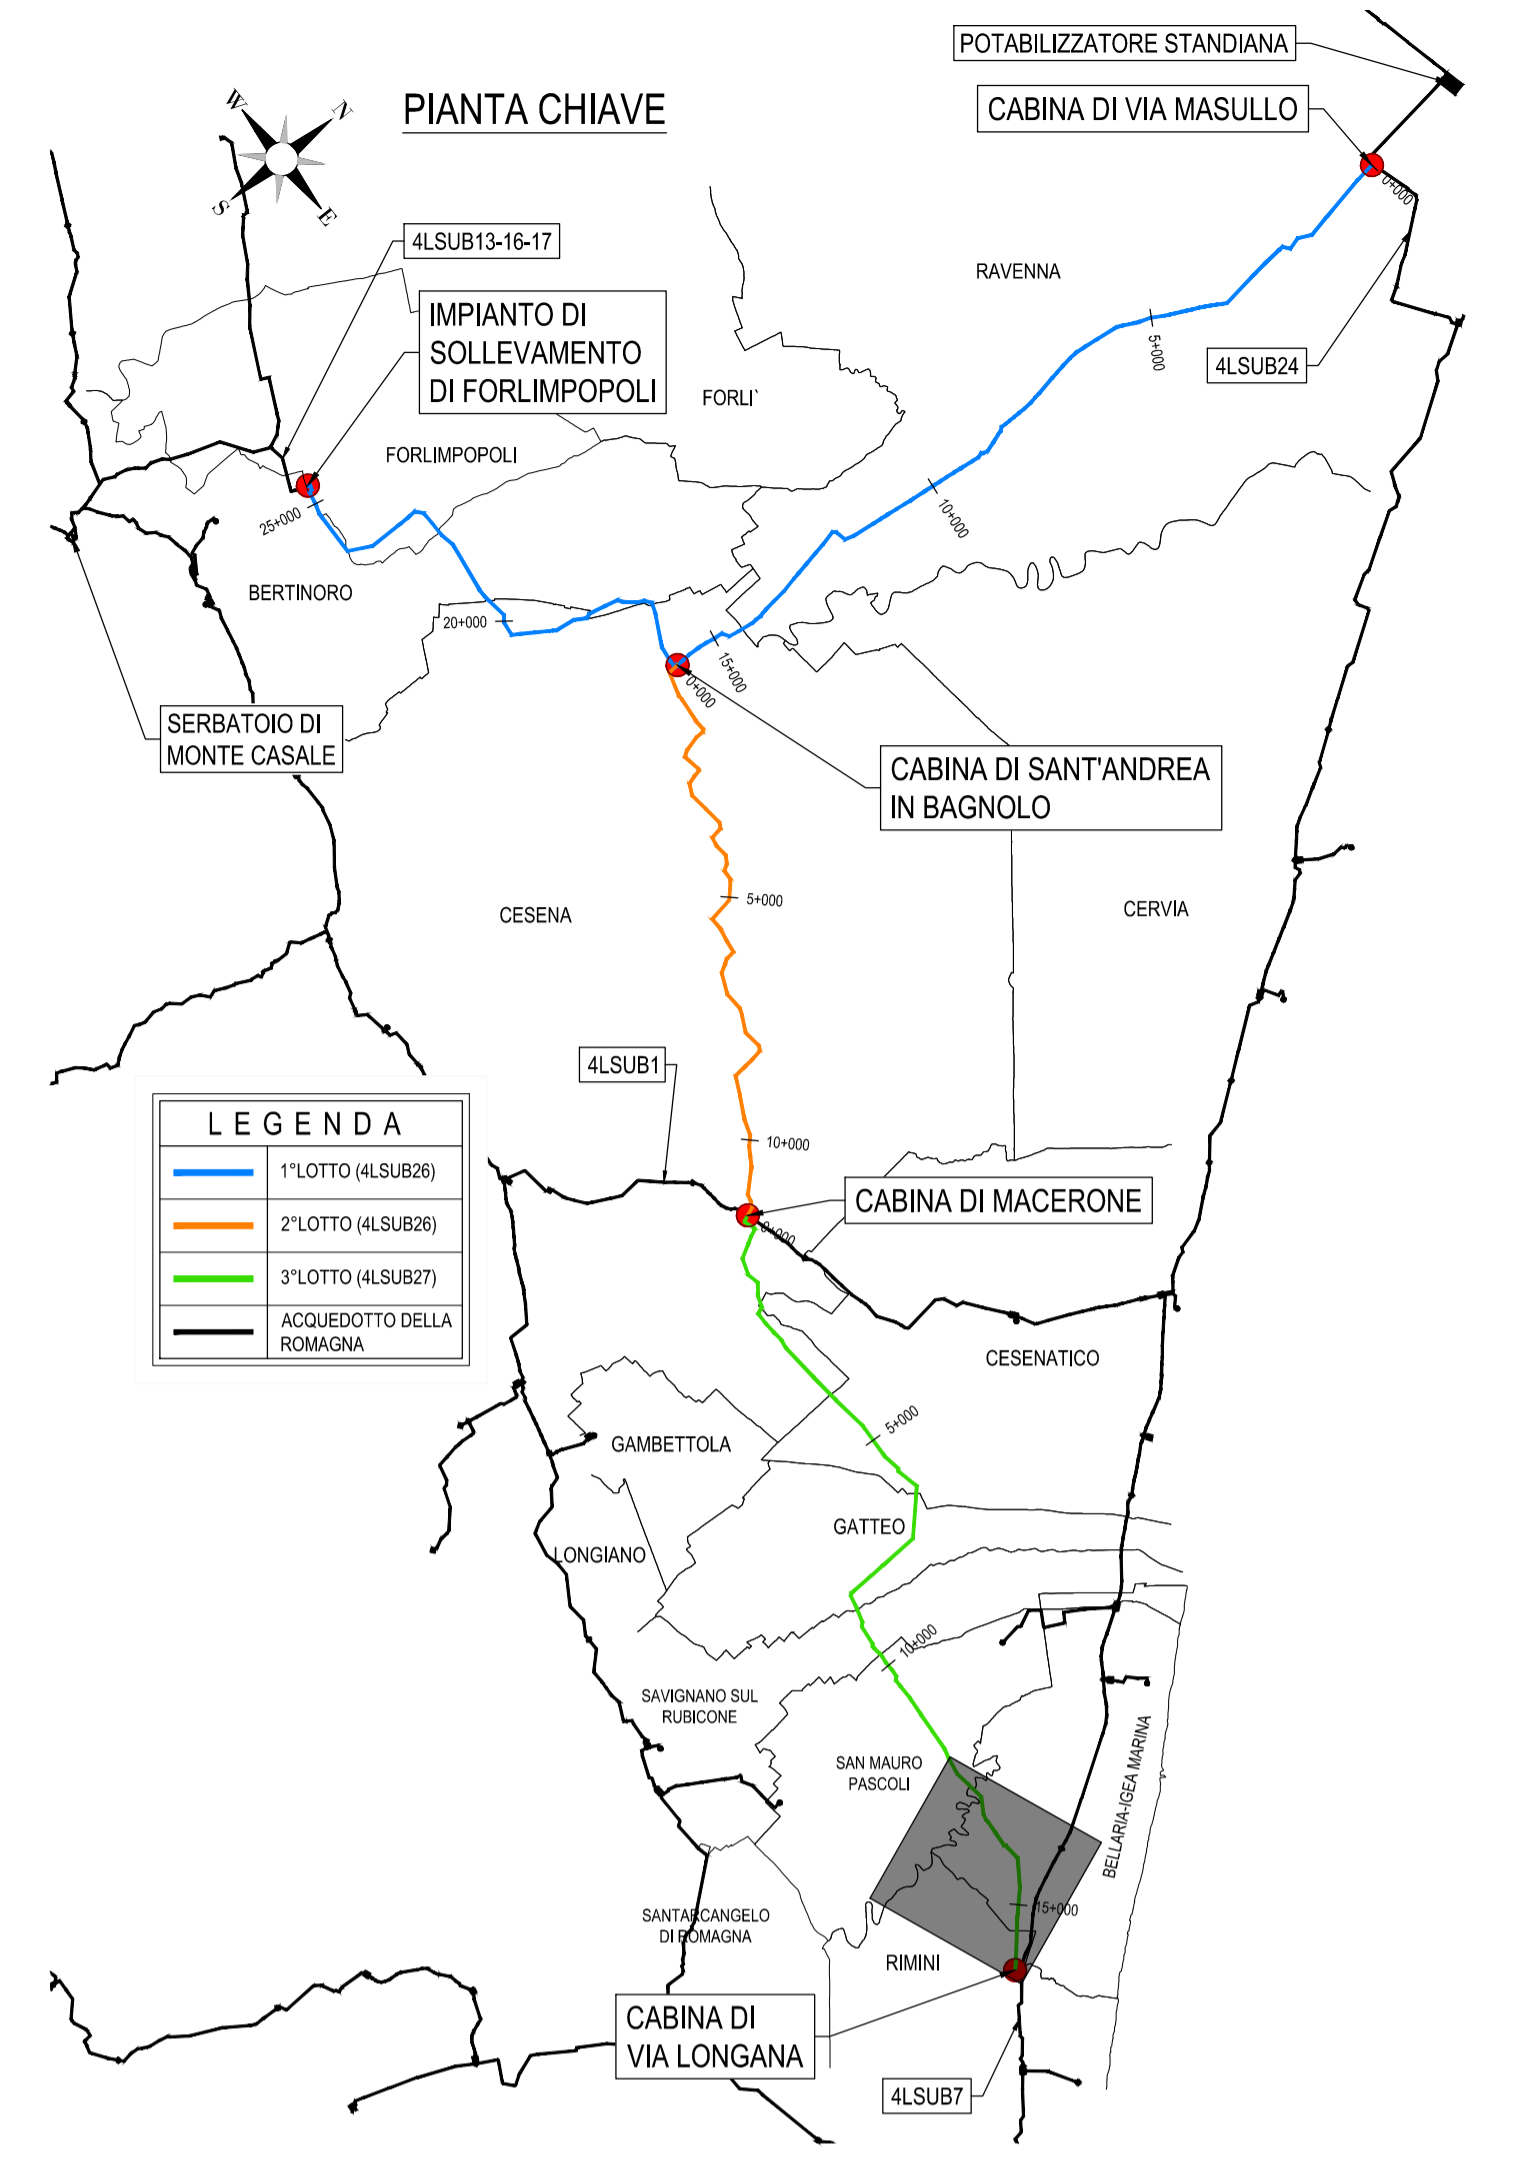 POTABILIZZATORE STANDIANA
PIANTA CHIAVE
CABINA DI VIA MASULLO
W
N
S
E
0+000
4LSUB13-16-17
RAVENNA
IMPIANTO DI
SOLLEVAMENTO
DI FORLIMPOPOLI
5+000
4LSUB24
FORLI`
FORLIMPOPOLI
25+000
10+000
BERTINORO
20+000
15+000
0+000
SERBATOIO DI
MONTE CASALE
CABINA DI SANT'ANDREA
IN BAGNOLO
5+000
CESENA
CERVIA
4LSUB1
LEGENDA
1°LOTTO (4LSUB26)
2°LOTTO (4LSUB26)
3°LOTTO (4LSUB27)
ACQUEDOTTO DELLA
ROMAGNA
10+000
CABINA DI MACERONE
0+000
CESENATICO
5+000
GAMBETTOLA
GATTEO
LONGIANO
10+000
SAVIGNANO SUL
RUBICONE
SAN MAURO
PASCOLI
BELLARIA-IGEA MARINA
15+000
SANTARCANGELO
DI ROMAGNA
RIMINI
CABINA DI
VIA LONGANA
4LSUB7